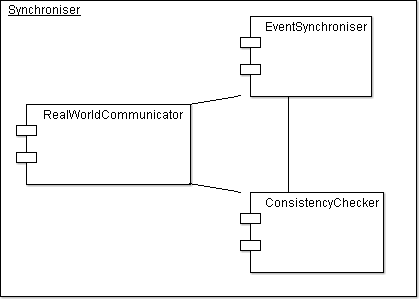 Synchroniser
EventSynchroniser
RealWorldCommunicator
ConsistencyChecker